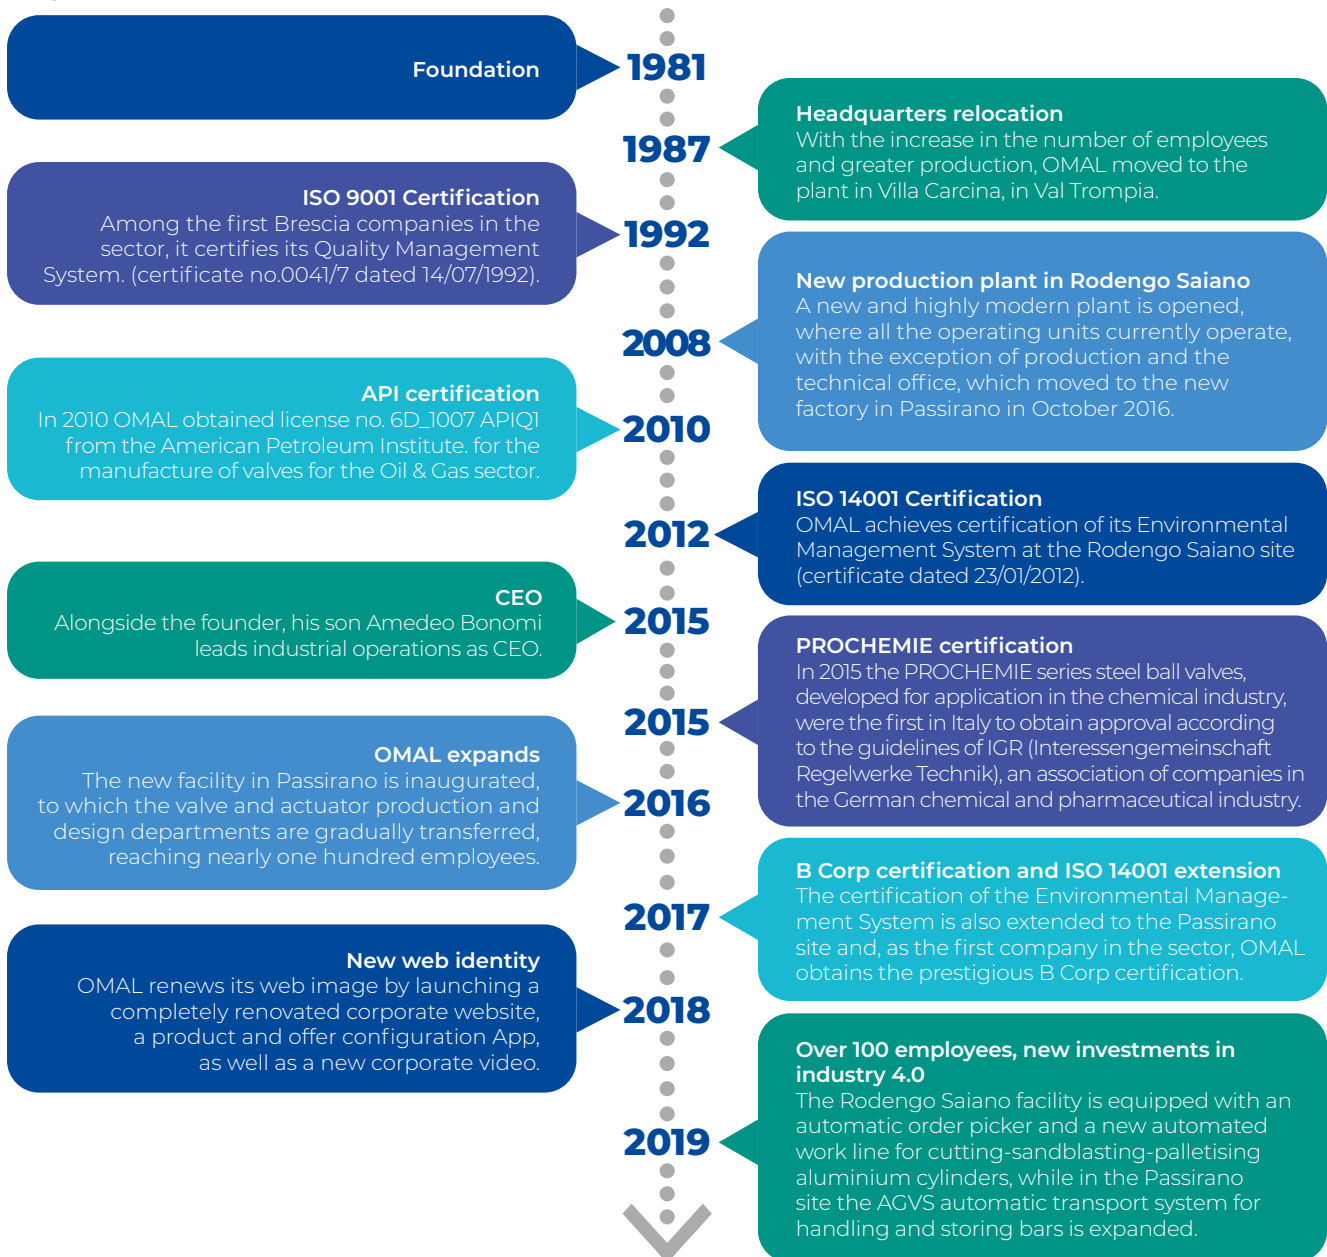 Foundation
1981
Headquarters relocation
With the increase in the number of employees
and greater production, OMAL moved to the
plant in Villa Carcina, in Val Trompia.
1987
ISO 9001 Certification
Among the first Brescia companies in the
sector, it certifies its Quality Management
System. (certificate no.0041/7 dated 14/07/1992).
1992
New production plant in Rodengo Saiano
A new and highly modern plant is opened,
where all the operating units currently operate,
with the exception of production and the
technical office, which moved to the new
factory in Passirano in October 2016.
2008
API certification
In 2010 OMAL obtained license no. 6D_1007 APIQ1
from the American Petroleum Institute. for the
manufacture of valves for the Oil & Gas sector.
2010
ISO 14001 Certification
OMAL achieves certification of its Environmental
Management System at the Rodengo Saiano site
(certificate dated 23/01/2012).
2012
CEO
Alongside the founder, his son Amedeo Bonomi
leads industrial operations as CEO.
2015
PROCHEMIE certification
In 2015 the PROCHEMIE series steel ball valves,
developed for application in the chemical industry,
were the first in Italy to obtain approval according
to the guidelines of IGR (Interessengemeinschaft
Regelwerke Technik), an association of companies in
the German chemical and pharmaceutical industry.
2015
OMAL expands
The new facility in Passirano is inaugurated,
to which the valve and actuator production and
design departments are gradually transferred,
reaching nearly one hundred employees.
2016
B Corp certification and ISO 14001 extension
The certification of the Environmental Manage-
ment System is also extended to the Passirano
site and, as the first company in the sector, OMAL
obtains the prestigious B Corp certification.
2017
New web identity
OMAL renews its web image by launching a
completely renovated corporate website,
a product and offer configuration App,
as well as a new corporate video.
2018
Over 100 employees, new investments in
industry 4.0
The Rodengo Saiano facility is equipped with an
automatic order picker and a new automated
work line for cutting-sandblasting-palletising
aluminium cylinders, while in the Passirano
site the AGVS automatic transport system for
handling and storing bars is expanded.
2019